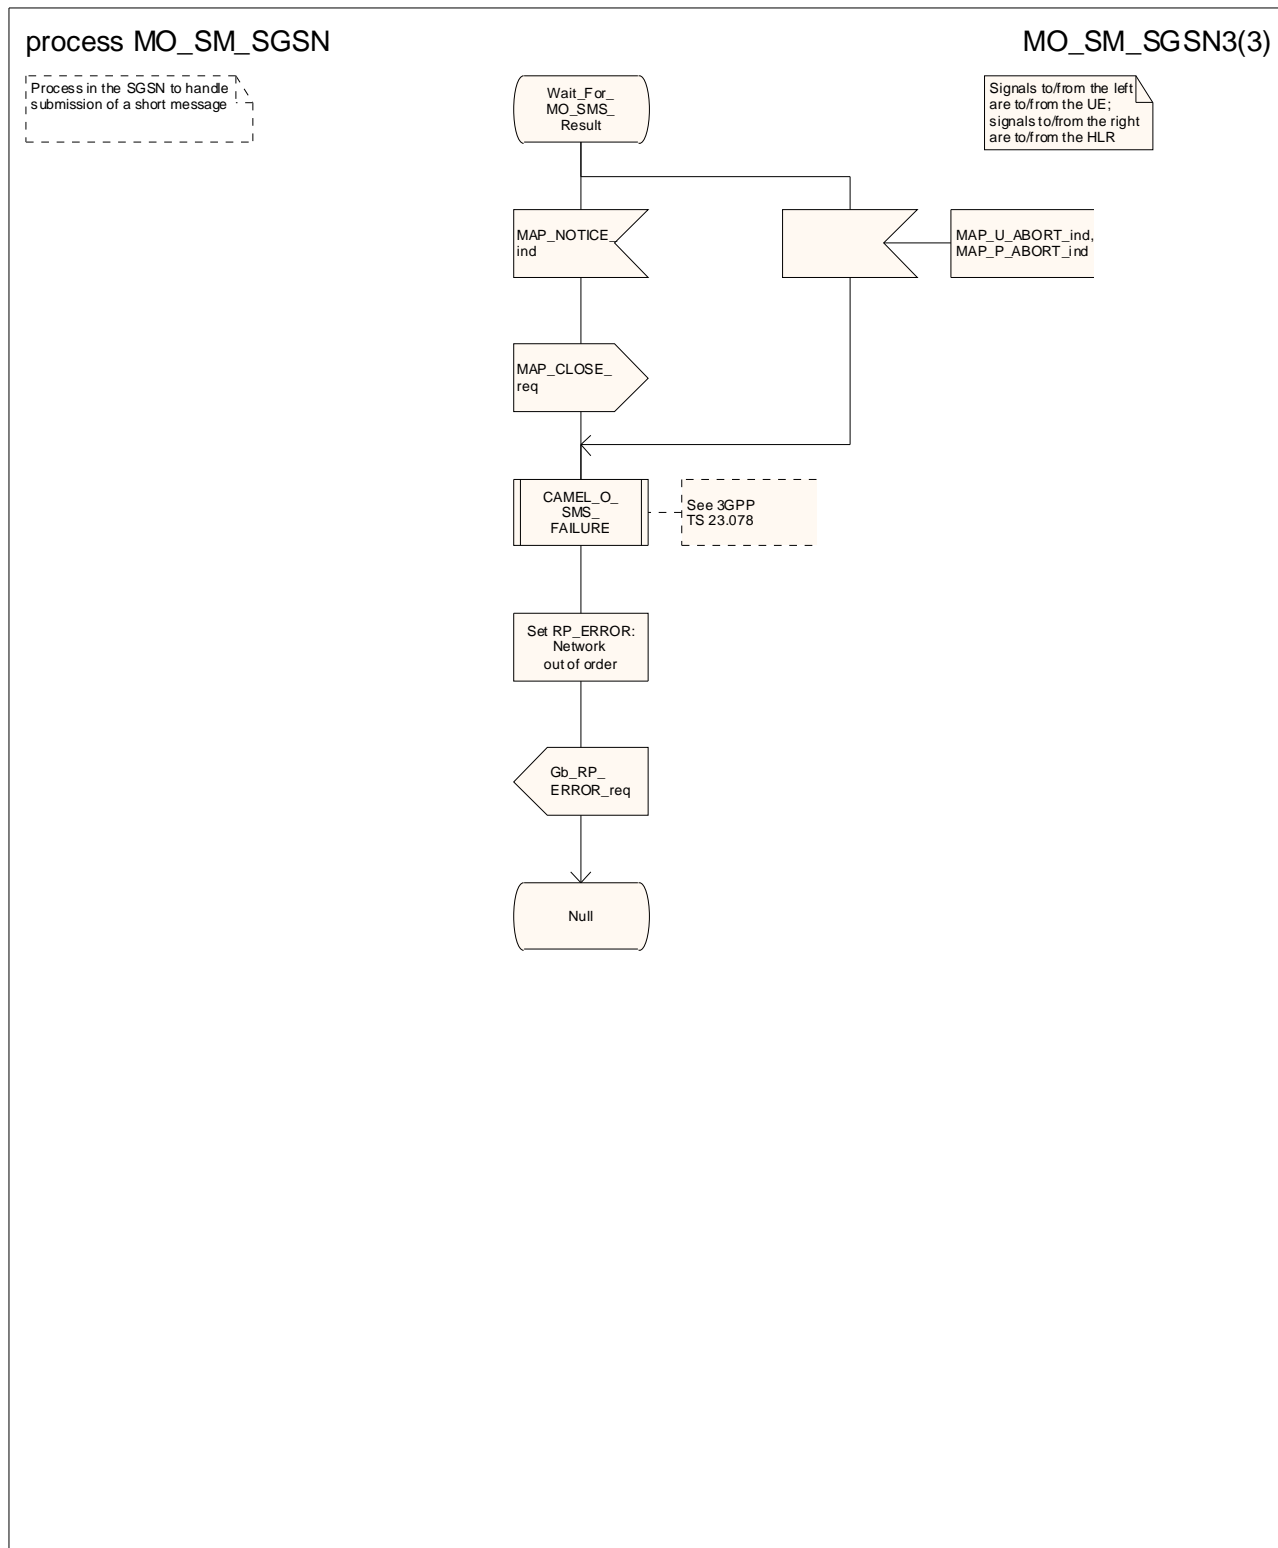 process MO_SM_SGSN
MO_SM_SGSN3(3)
Process in the SGSN to handle
submission of a short message
Wait_For_
MO_SMS_
Result
Signals to/from the left
are to/from the UE;
signals to/from the right
are to/from the HLR
MAP_NOTICE_
ind
MAP_U_ABORT_ind,
MAP_P_ABORT_ind
MAP_CLOSE_
req
CAMEL_O_
SMS_
FAILURE
See 3GPP
TS 23.078
Set RP_ERROR:
Network
out of order
Gb_RP_
ERROR_req
Null